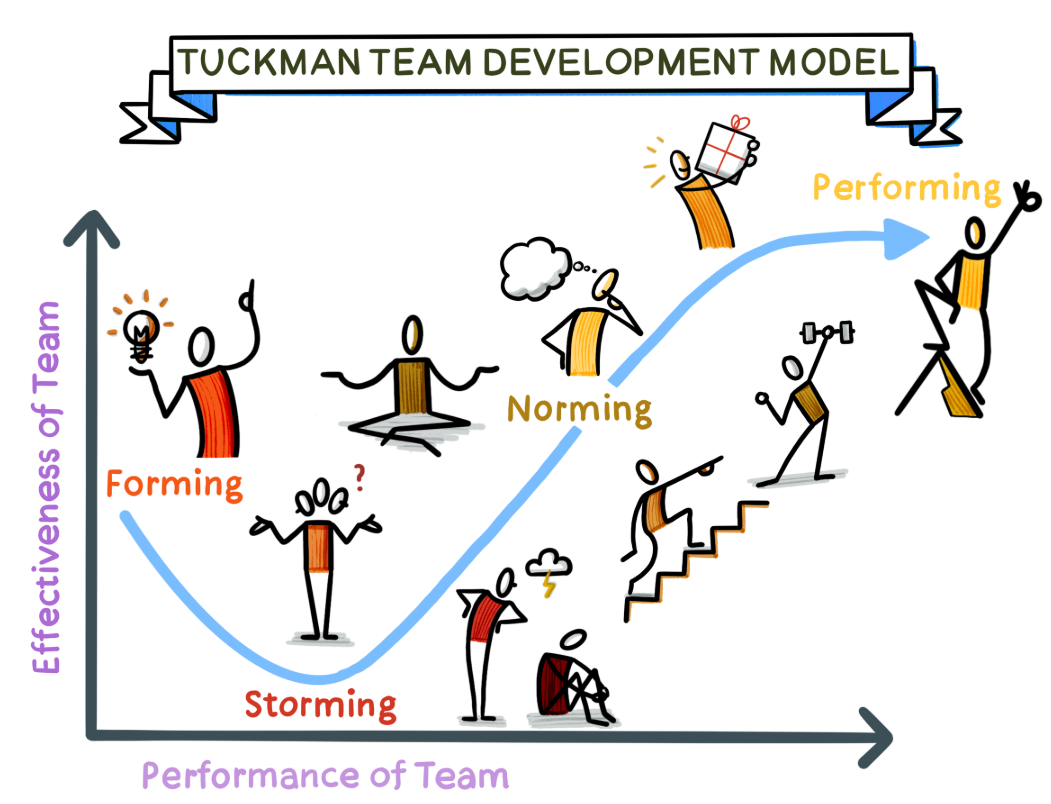 TUCKMAN TEAM DEVELOPMENT MODEL
Performing
Norming
Forming
?
Storming
Effectiveness of Team
Performance of Team